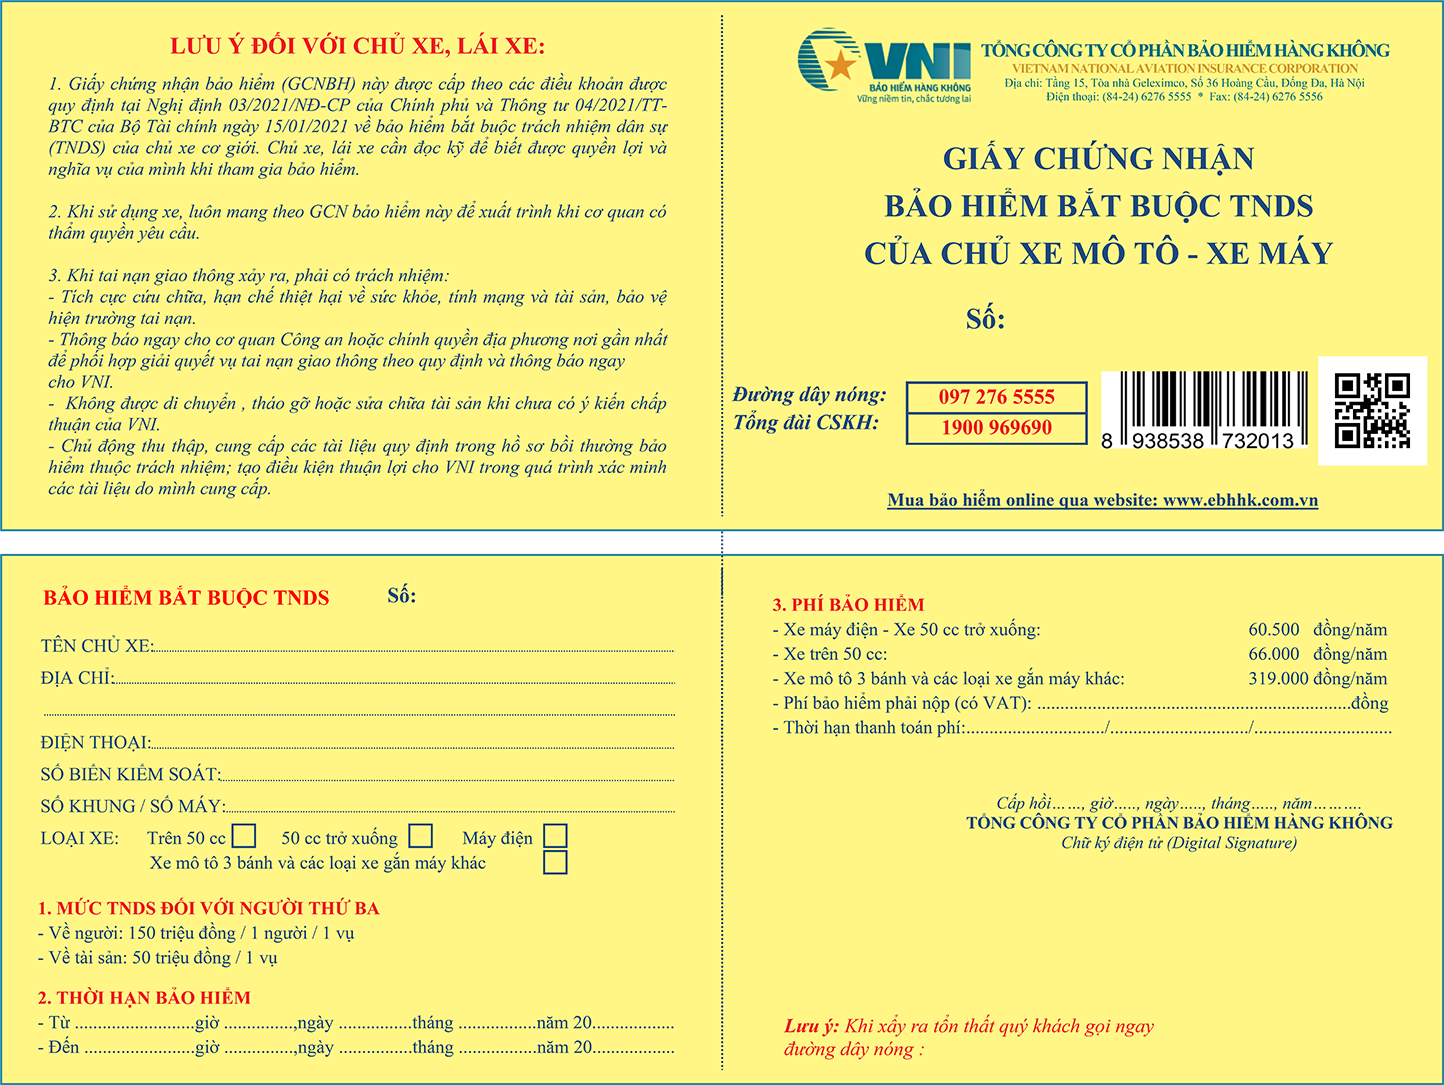 LƯU Ý ĐỐI VỚI CHỦ XE, LÁI XE:
1. Giấy chứng nhận bảo hiểm (GCNBH) này được cấp theo các điều khoản được
quy định tại Nghị định 03/2021/NĐ-CP của Chính phủ và Thông tư 04/2021/TT-
BTC của Bộ Tài chính ngày 15/01/2021 về bảo hiểm bắt buộc trách nhiệm dân sự
(TNDS) của chủ xe cơ giới. Chủ xe, lái xe cần đọc kỹ để biết được quyền lợi và
nghĩa vụ của mình khi tham gia bảo hiểm.
2. Khi sử dụng xe, luôn mang theo GCN bảo hiểm này để xuất trình khi cơ quan có
thẩm quyền yêu cầu.
3. Khi tai nạn giao thông xảy ra, phải có trách nhiệm:
- Tích cực cứu chữa, hạn chế thiệt hại về sức khỏe, tính mạng và tài sản, bảo vệ
hiện trường tai nạn.
- Thông báo ngay cho cơ quan Công an hoặc chính quyền địa phương nơi gần nhất
để phối hợp giải quyết vụ tai nạn giao thông theo quy định và thông báo ngay
cho VNI.
- Không được di chuyển , tháo gỡ hoặc sửa chữa tài sản khi chưa có ý kiến chấp
thuận của VNI.
- Chủ động thu thập, cung cấp các tài liệu quy định trong hồ sơ bồi thường bảo
hiểm thuộc trách nhiệm; tạo điều kiện thuận lợi cho VNI trong quá trình xác minh
các tài liệu do mình cung cấp.
VNI
BẢO HIỂM HÀNG KHÔNG
Vững niềm tin, chắc tương lai
TỔNG CÔNG TY CỔ PHẦN BẢO HIỂM HÀNG KHÔNG
VIETNAM NATIONAL AVIATION INSURANCE CORPORATION
Địa chỉ: Tầng 15, Tòa nhà Geleximco, Số 36 Hoàng Cầu, Đống Đa, Hà Nội
Điện thoại: (84-24) 6276 5555 * Fax: (84-24) 6276 5556
GIẤY CHỨNG NHẬN
BẢO HIỂM BẮT BUỘC TNDS
CỦA CHỦ XE MÔ TÔ - XE MÁY
Số:
Đường dây nóng: 097 276 5555
Tổng đài CSKH: 1900 969690
8 938538 732013
Mua bảo hiểm online qua website: www.ebhhk.com.vn
BẢO HIỂM BẮT BUỘC TNDS Số:
TÊN CHỦ XE:
ĐỊA CHỈ:
ĐIỆN THOẠI:
SỐ BIỂN KIỂM SOÁT:
SỐ KHUNG / SỐ MÁY:
LOẠI XE: Trên 50 cc 50 cc trở xuống Máy điện
Xe mô tô 3 bánh và các loại xe gắn máy khác
1. MỨC TNDS ĐỐI VỚI NGƯỜI THỨ BA
- Về người: 150 triệu đồng / 1 người / 1 vụ
- Về tài sản: 50 triệu đồng / 1 vụ
2. THỜI HẠN BẢO HIỂM
- Từ ..........................giờ ...............,ngày ................tháng .................năm 20..................
- Đến ........................giờ ...............,ngày ................tháng .................năm 20..................
3. PHÍ BẢO HIỂM
- Xe máy điện - Xe 50 cc trở xuống: 60.500 đồng/năm
- Xe trên 50 cc: 66.000 đồng/năm
- Xe mô tô 3 bánh và các loại xe gắn máy khác: 319.000 đồng/năm
- Phí bảo hiểm phải nộp (có VAT): ....................................................................đồng
- Thời hạn thanh toán phí:............................../............................../..............................
Cấp hồi……, giờ....., ngày....., tháng....., năm……….
TỔNG CÔNG TY CỔ PHẦN BẢO HIỂM HÀNG KHÔNG
Chữ ký điện tử (Digital Signature)
Lưu ý: Khi xẩy ra tổn thất quý khách gọi ngay
đường dây nóng :